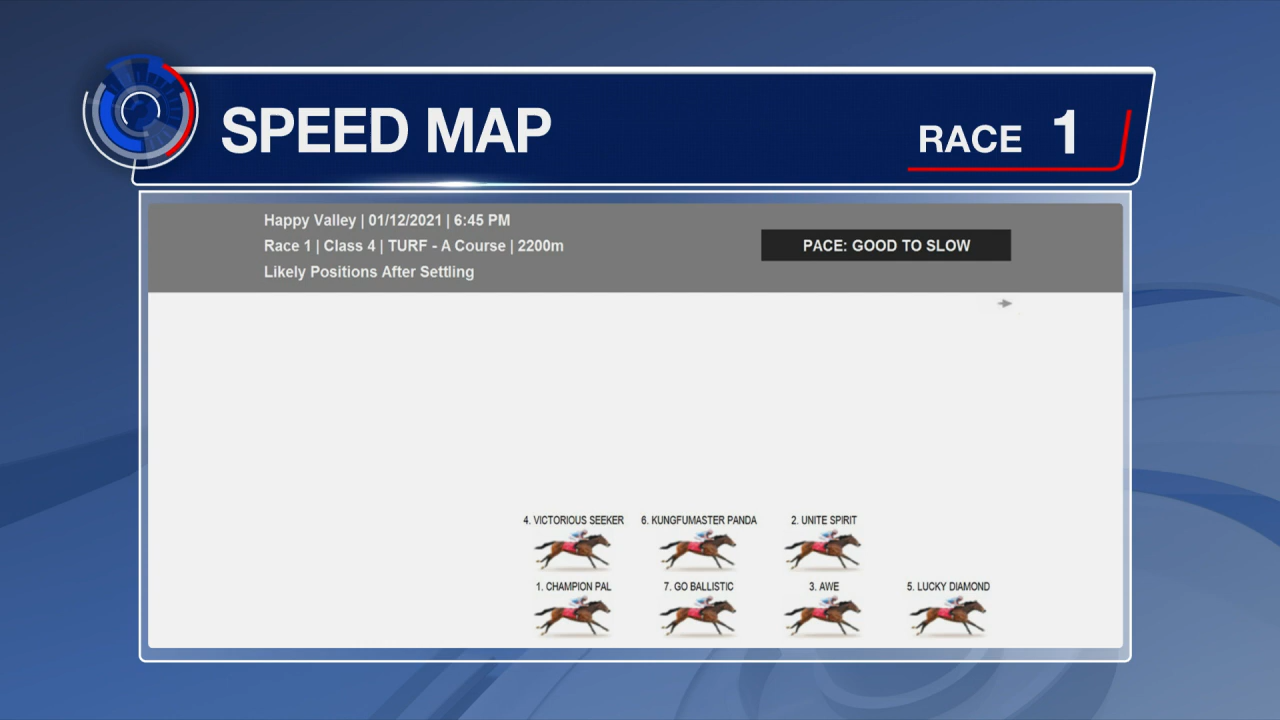 SPEED MAP
RACE 1
Happy Valley | 01/12/2021 | 6:45 PM
Race 1 | Class 4 | TURF - A Course | 2200m
Likely Positions After Settling
PACE: GOOD TO SLOW
4. VICTORIOUS SEEKER
6. KUNGFUMASTER PANDA
2. UNITE SPIRIT
1. CHAMPION PAL
7. GO BALLISTIC
3. AWE
5. LUCKY DIAMOND